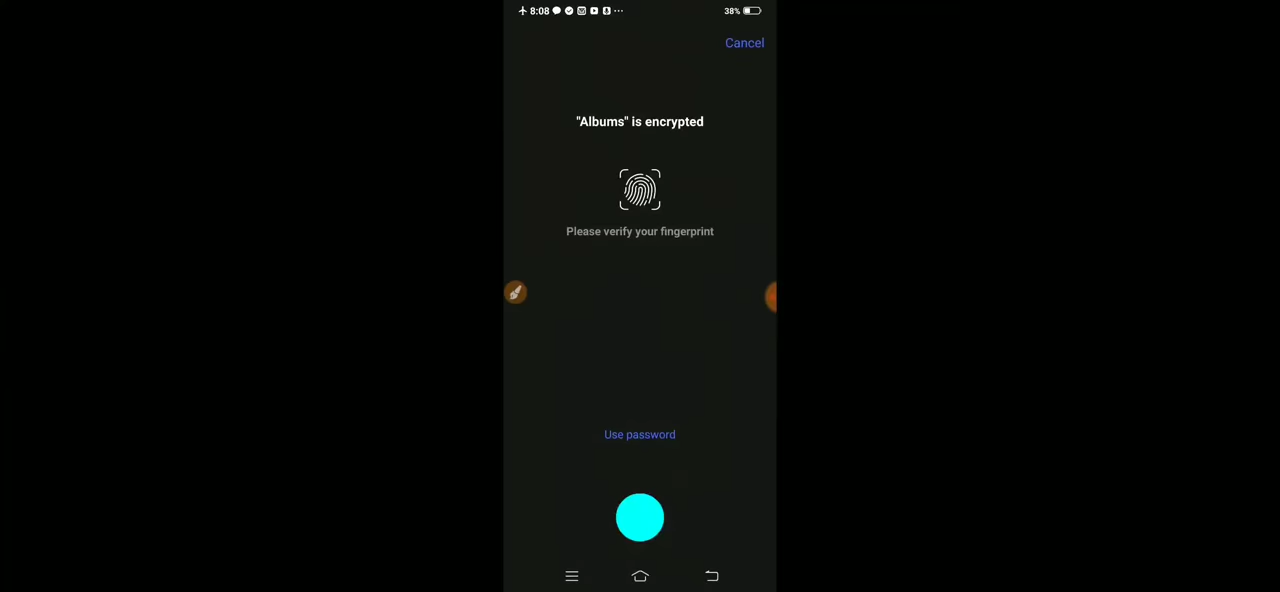 8:08
38%
Cancel
"Albums" is encrypted
Please verify your fingerprint
Use password